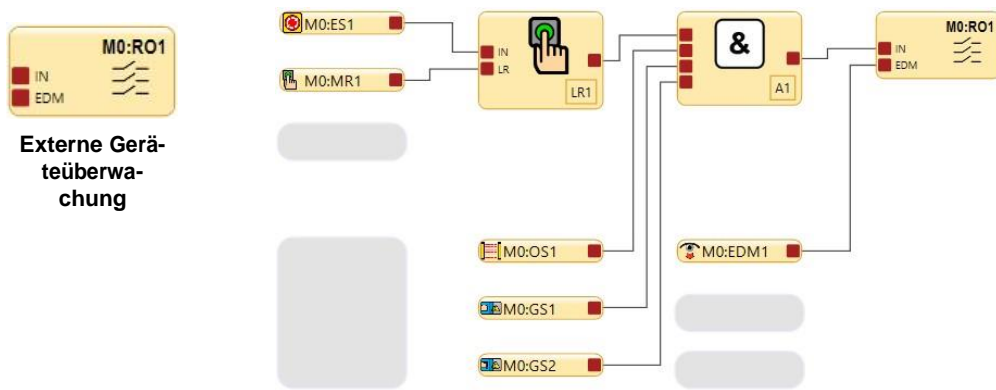 M0:RO1
IN
EDM
Externe Gerä-
teüberwa-
chung
M0:ES1
M0:MR1
IN
LR
LR1
&
A1
M0:RO1
IN
EDM
M0:OS1
M0:EDM1
M0:GS1
M0:GS2